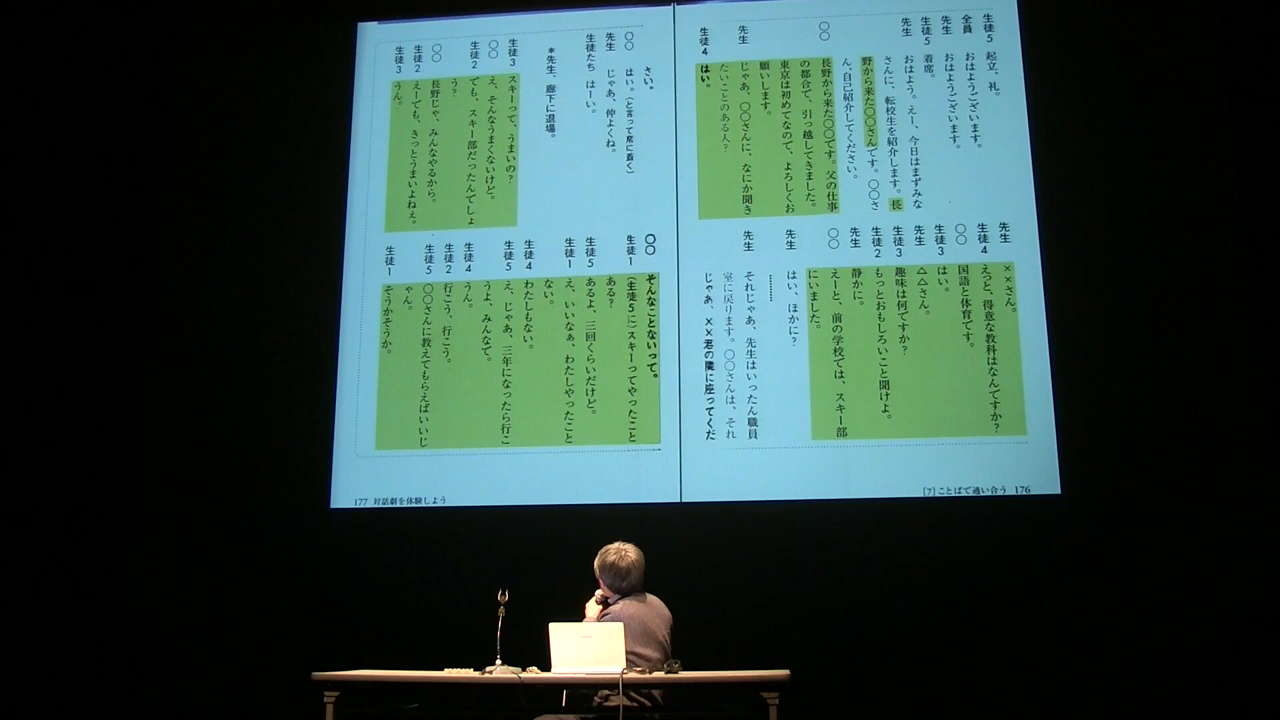 生徒5 起立、礼。
全員 おはようございます。
先生 おはようございます。
生徒5 着席。
先生 おはよう。えー、今日はまずみな
さんに、転校生を紹介します。長
野から来た〇〇さんです。〇〇さ
ん、自己紹介してください。
〇〇 長野から来た〇〇です。父の仕事
の都合で、引っ越してきました。
東京は初めてなので、よろしくお
願いします。
先生 じゃあ、〇〇さんに、なにか聞き
たいことのある人?
生徒4 はい。
先生 ××さん。
生徒4 えっと、得意な教科はなんですか?
〇〇 国語と体育です。
生徒3 はい。
先生 △△さん。
生徒3 趣味は何ですか?
生徒2 もっとおもしろいこと聞けよ。
先生 静かに。
〇〇 えーと、前の学校では、スキー部
にいました。
先生 はい、ほかに?
…………
先生 それじゃあ、先生はいったん職員
室に戻ります。〇〇さんは、それ
じゃあ、××君の隣に座ってくだ
〔7〕ことばで通い合う 176
さい。
〇〇 はい。(と言って席に着く)
先生 じゃあ、仲よくね。
生徒たち はーい。
*先生、廊下に退場。
生徒3 スキーって、うまいの?
〇〇 え、そんなうまくないけど。
生徒2 でも、スキー部だったんでしょ
う?
〇〇 長野じゃ、みんなやるから。
生徒2 えーでも、きっとうまいよねぇ。
生徒3 うん。
〇〇 そんなことないって。
生徒1 (生徒5に)スキーってやったこと
ある?
生徒5 あるよ、三回くらいだけど。
生徒1 え、いいなぁ、わたしやったこと
ない。
生徒4 わたしもない。
生徒5 え、じゃあ、三年になったら行こ
うよ、みんなで。
生徒4 うん。
生徒2 行こう、行こう。
生徒5 〇〇さんに教えてもらえばいいじ
ゃん。
生徒1 そうかそうか。
177 対話劇を体験しよう